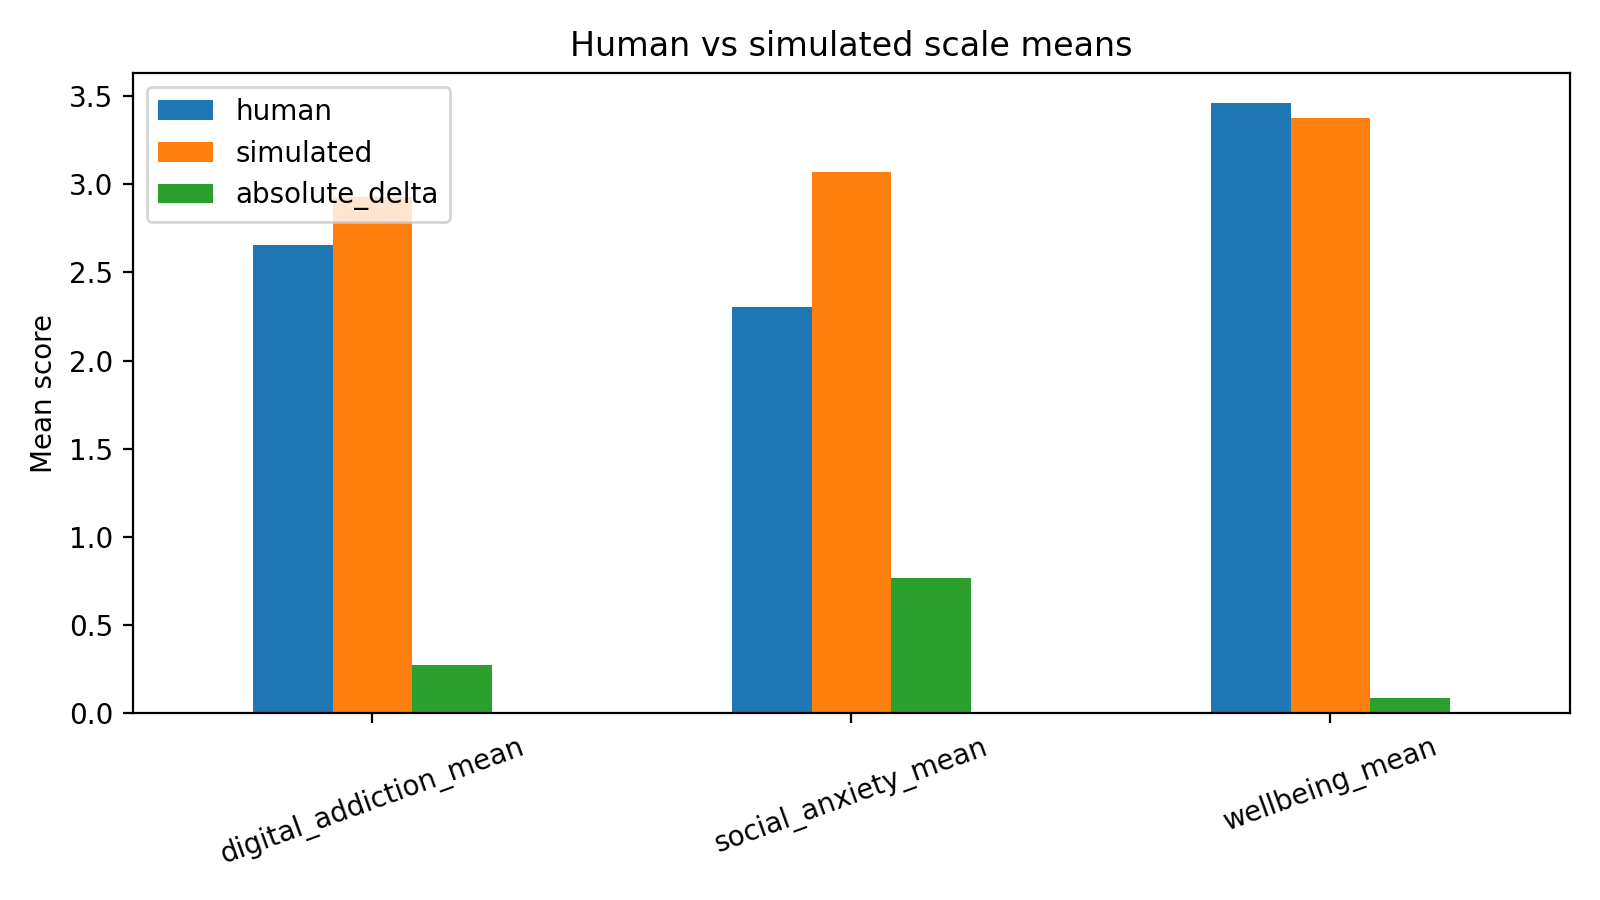 Human vs simulated scale means
human
simulated
absolute_delta
Mean score
3.5
3.0
2.5
2.0
1.5
1.0
0.5
0.0
digital_addiction_mean
social_anxiety_mean
wellbeing_mean